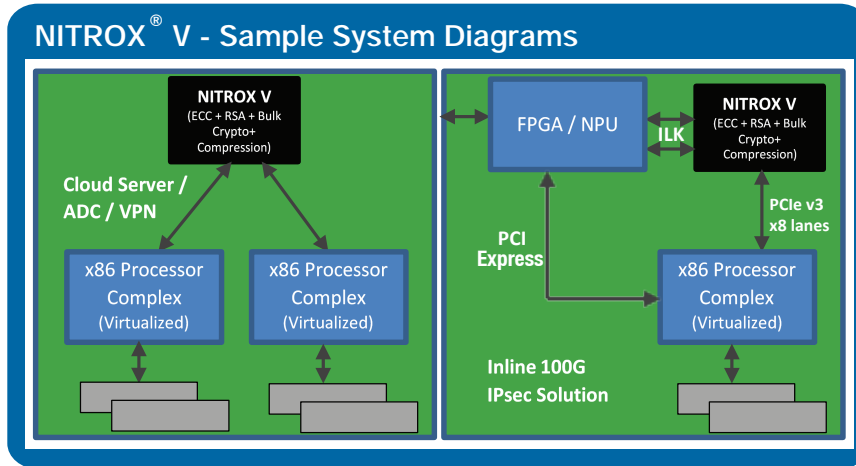 NITROX® V - Sample System Diagrams
NITROX V
(ECC + RSA + Bulk
Crypto+
Compression)
Cloud Server /
ADC / VPN
x86 Processor
Complex
(Virtualized)
x86 Processor
Complex
(Virtualized)
FPGA / NPU
ILK
NITROX V
(ECC + RSA + Bulk
Crypto+
Compression)
PCI
Express
PCIe v3
x8 lanes
x86 Processor
Complex
(Virtualized)
Inline 100G
IPsec Solution